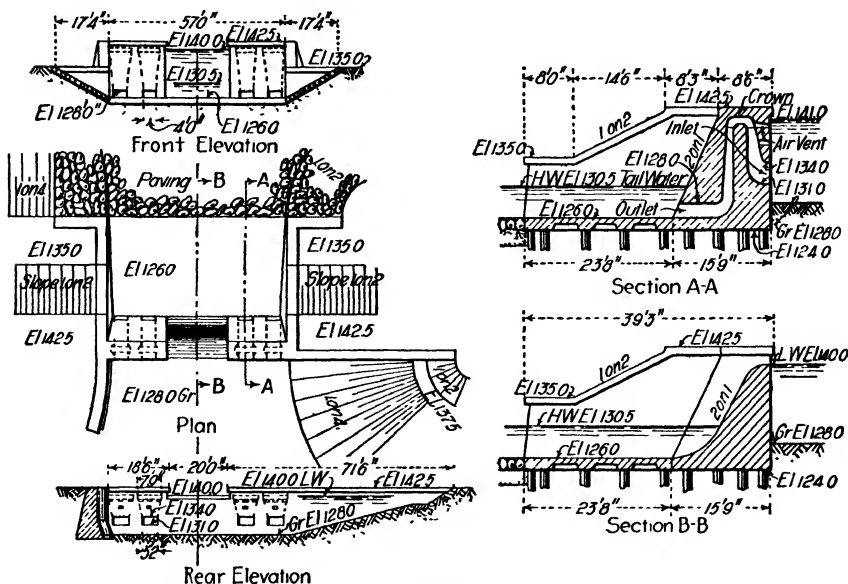 17'4" 57'0" 17'4"
El 140.0 El 142.5
El 135.0
El 130.5
El 128'0"
4'0" El 126.0
Front Elevation
1 on 4 Paving B A 1 on 2
El 135.0 El 126.0 El 135.0
Slope 1 on 2 Slope 1 on 2
El 142.5 El 142.5
B A
El 128.0 Gr
1 on 4 El 137.5 1 on 2
Plan
18'6" 20'0" 71'6"
7'0" El 140.0 LW El 142.5
El 140.0
El 134.0
El 131.0 Gr El 128.0
Rear Elevation
8'0" 14'6" 8'3" 8'6"
El 142.5 Crown
El 141.0
1 on 2 Inlet Air Vent
El 135.0 2 on 1 El 134.0
El 128.0 El 131.0
HW El 130.5 Tail Water
El 126.0 Outlet
Gr El 128.0
El 124.0
23'8" 15'9"
Section A-A
39'3"
El 142.5
LW El 140.0
1 on 2
El 135.0 2 on 1
HW El 130.5
Gr El 128.0
El 126.0
El 124.0
23'8" 15'9"
Section B-B